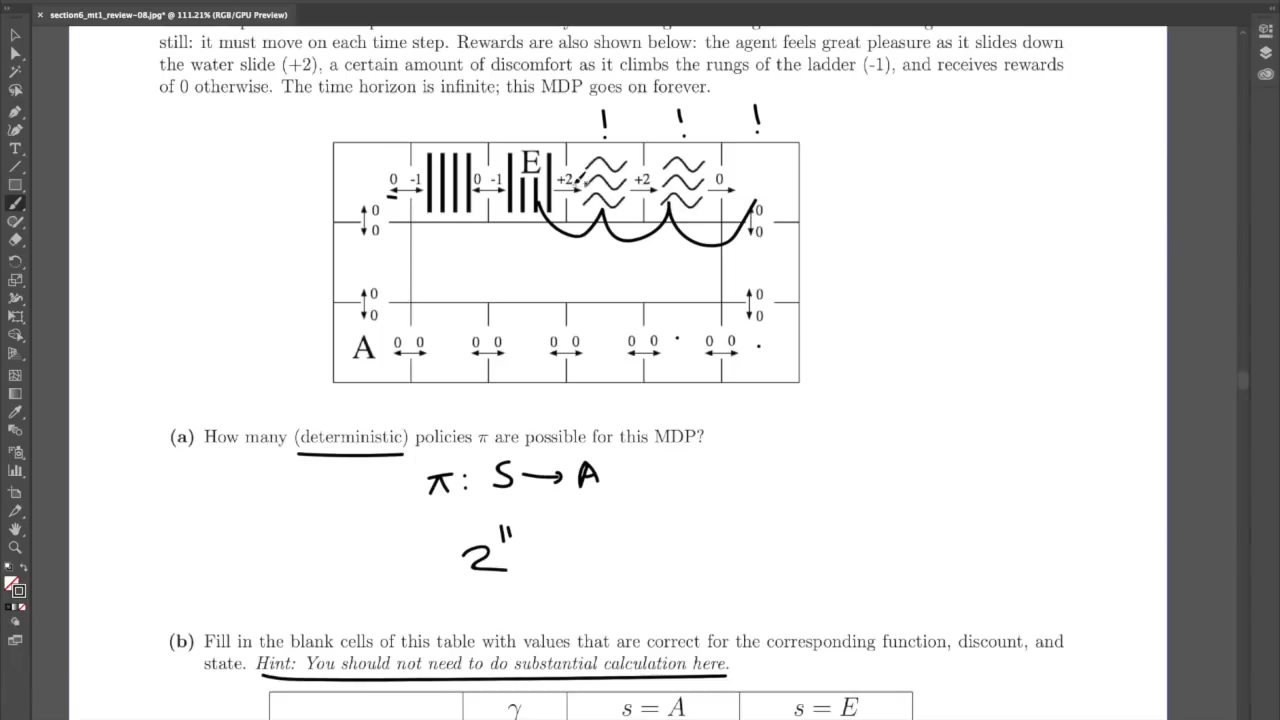 section6_mt1_review-08.jpg* @ 111.21% (RGB/GPU Preview)
still: it must move on each time step. Rewards are also shown below: the agent feels great pleasure as it slides down
the water slide (+2), a certain amount of discomfort as it climbs the rungs of the ladder (-1), and receives rewards
of 0 otherwise. The time horizon is infinite; this MDP goes on forever.
! ! !
E
0 -1 0 -1 +2 +2 0
0 0
0 0
0 0
0 0
A 0 0 0 0 0 0 0 0 0 0
(a) How many (deterministic) policies π are possible for this MDP?
π: S → A
2^11
(b) Fill in the blank cells of this table with values that are correct for the corresponding function, discount, and
state. Hint: You should not need to do substantial calculation here.
γ s = A s = E